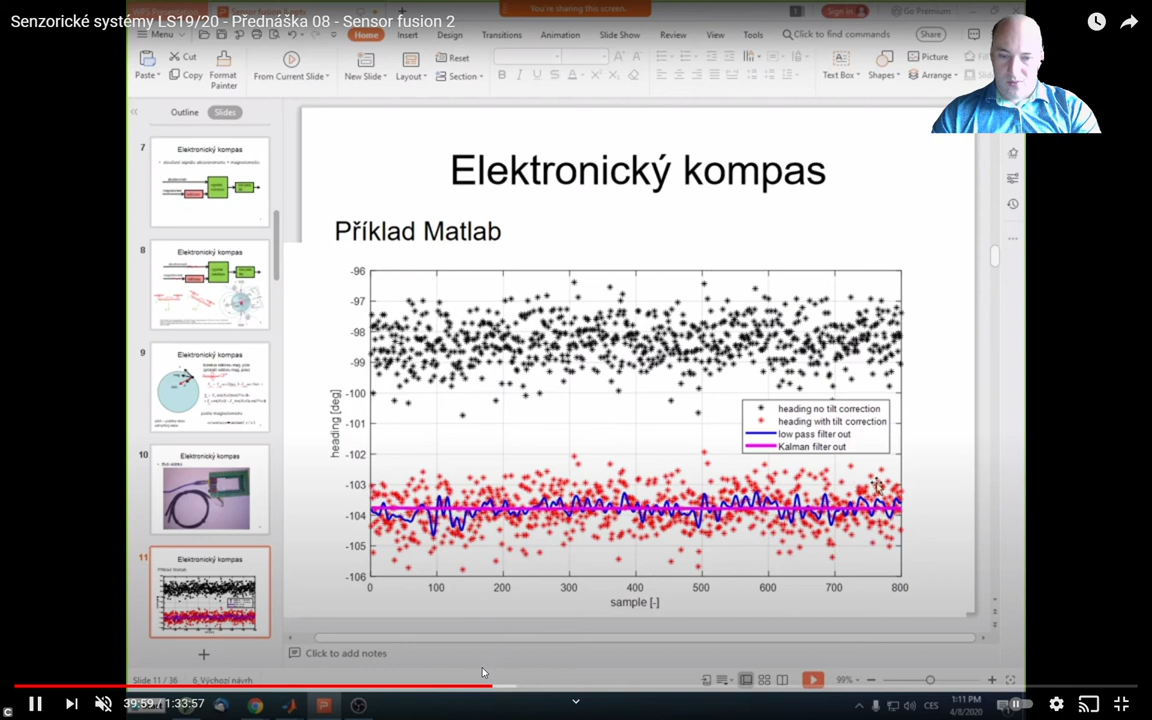 Senzorické systémy LS19/20 - Přednáška 08 - Sensor fusion 2
You're sharing this screen.
Sign in
Go Premium
Menu
Home
Insert
Design
Transitions
Animation
Slide Show
Review
View
Tools
Click to find commands
Share
Paste
Cut
Copy
Format
Painter
From Current Slide
New Slide
Layout
Reset
Section
B I U S A
Text Box
Shapes
Picture
Arrange
Outline
Slides
7
Elektronický kompas
8
Elektronický kompas
9
Elektronický kompas
10
Elektronický kompas
11
Elektronický kompas
Elektronický kompas
Příklad Matlab
-96
-97
-98
-99
-100
-101
-102
-103
-104
-105
-106
heading [deg]
heading no tilt correction
heading with tilt correction
low pass filter out
Kalman filter out
0 100 200 300 400 500 600 700 800
sample [-]
Click to add notes
Slide 11 / 36
6_Výchozí návrh
99%
39:59 / 1:33:57
CES
1:11 PM
4/8/2020